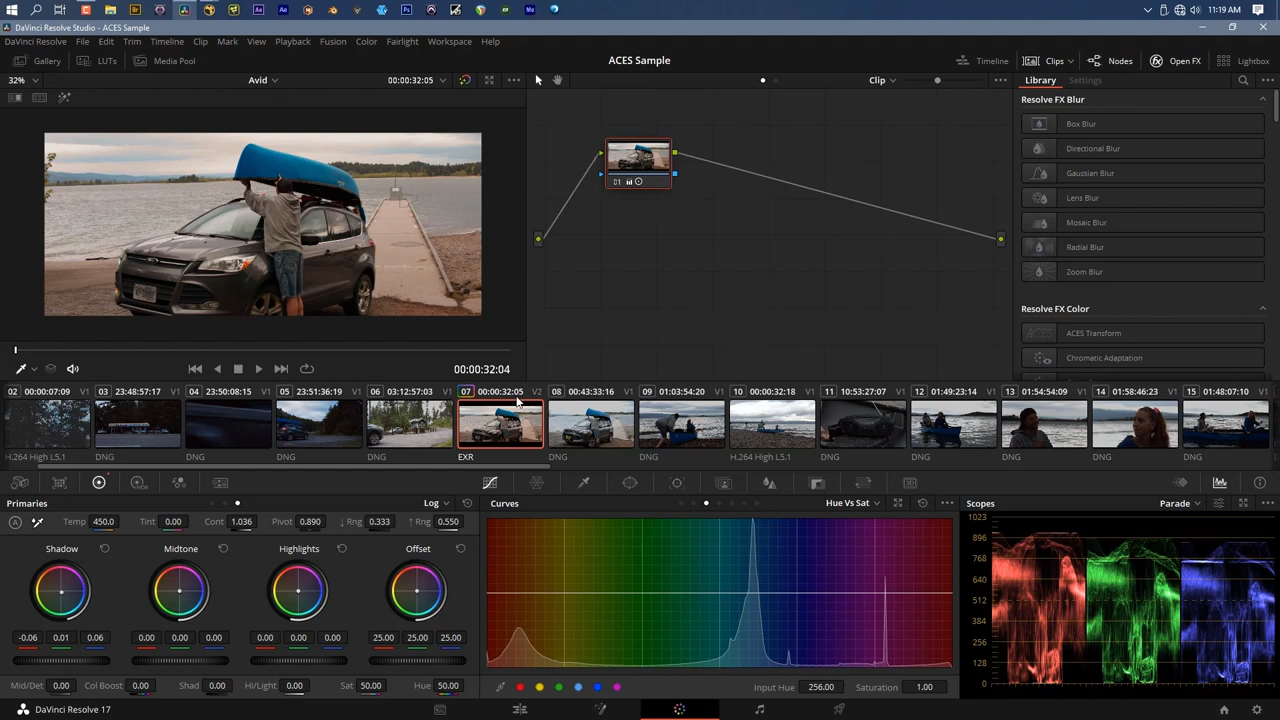 11:19 AM
DaVinci Resolve Studio - ACES Sample
DaVinci Resolve File Edit Trim Timeline Clip Mark View Playback Fusion Color Fairlight Workspace Help
Gallery LUTs Media Pool ACES Sample Timeline Clips Nodes Open FX Lightbox
32% Avid 00:00:32:05 Clip Library Settings
Resolve FX Blur
Box Blur
Directional Blur
Gaussian Blur
Lens Blur
Mosaic Blur
Radial Blur
Zoom Blur
Resolve FX Color
ACES Transform
Chromatic Adaptation
01
00:00:32:04
02 00:00:07:09 V1 03 23:48:57:17 V1 04 23:50:08:15 V1 05 23:51:36:19 V1 06 03:12:57:03 V1 07 00:00:32:05 V2 08 00:43:33:16 V1 09 01:03:54:20 V1 10 00:00:32:18 V1 11 10:53:27:07 V1 12 01:49:23:14 V1 13 01:54:54:09 V1 14 01:58:46:23 V1 15 01:48:07:10 V1
H.264 High L5.1 DNG DNG DNG DNG EXR DNG DNG H.264 High L5.1 DNG DNG DNG DNG DNG
Primaries Log Curves Hue Vs Sat Scopes Parade
Temp 450.0 Tint 0.00 Cont 1.036 Pivot 0.890 ↓ Rng 0.333 ↑ Rng 0.550
Shadow Midtone Highlights Offset
-0.06 0.01 0.06 0.00 0.00 0.00 0.00 0.00 0.00 25.00 25.00 25.00
Mid/Det 0.00 Col Boost 0.00 Shad 0.00 Hi/Light 0.00 Sat 50.00 Hue 50.00
Input Hue 256.00 Saturation 1.00
1023
896
768
640
512
384
256
128
0
DaVinci Resolve 17